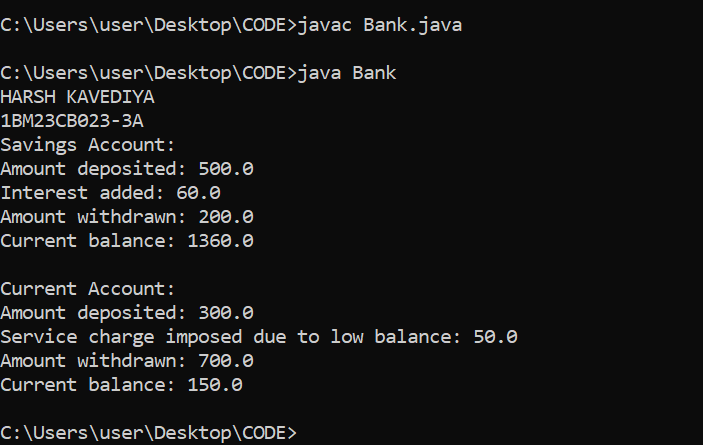 C:\Users\user\Desktop\CODE>javac Bank.java
C:\Users\user\Desktop\CODE>java Bank
HARSH KAVEDIYA
1BM23CB023-3A
Savings Account:
Amount deposited: 500.0
Interest added: 60.0
Amount withdrawn: 200.0
Current balance: 1360.0
Current Account:
Amount deposited: 300.0
Service charge imposed due to low balance: 50.0
Amount withdrawn: 700.0
Current balance: 150.0
C:\Users\user\Desktop\CODE>